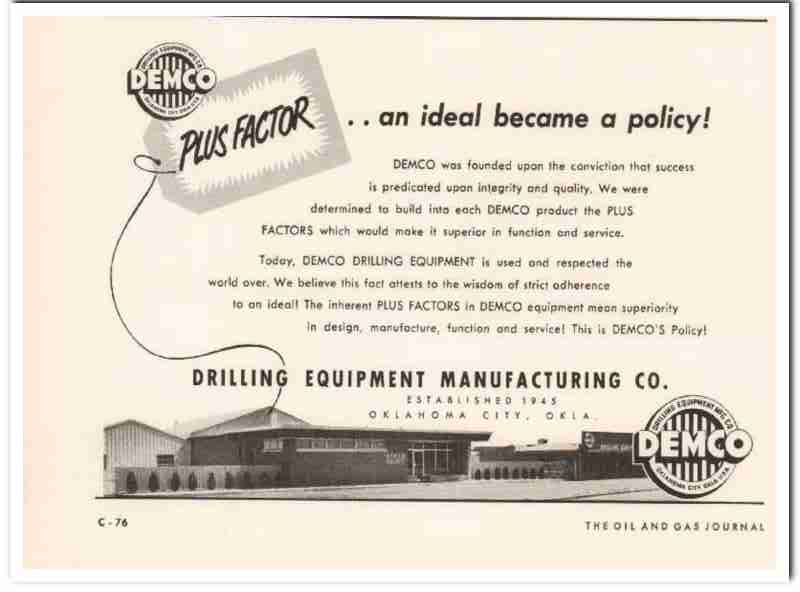 DRILLING EQUIPMENT MFG CO.
DEMCO
OKLAHOMA CITY, OKLA. U.S.A.
PLUS FACTOR
. . an ideal became a policy!
DEMCO was founded upon the conviction that success
is predicated upon integrity and quality. We were
determined to build into each DEMCO product the PLUS
FACTORS which would make it superior in function and service.
Today, DEMCO DRILLING EQUIPMENT is used and respected the
world over. We believe this fact attests to the wisdom of strict adherence
to an ideal! The inherent PLUS FACTORS in DEMCO equipment mean superiority
in design, manufacture, function and service! This is DEMCO'S Policy!
DRILLING EQUIPMENT MANUFACTURING CO.
ESTABLISHED 1945
OKLAHOMA CITY, OKLA.
DRILLING EQUIPMENT MFG CO.
DEMCO
OKLAHOMA CITY OKLA U.S.A.
C-76
THE OIL AND GAS JOURNAL